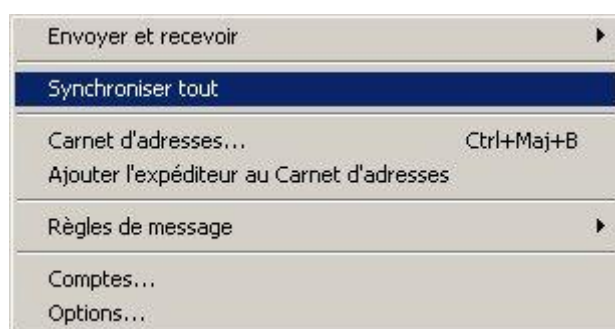 Envoyer et recevoir
Synchroniser tout
Carnet d'adresses... Ctrl+Maj+B
Ajouter l'expéditeur au Carnet d'adresses
Règles de message
Comptes...
Options...